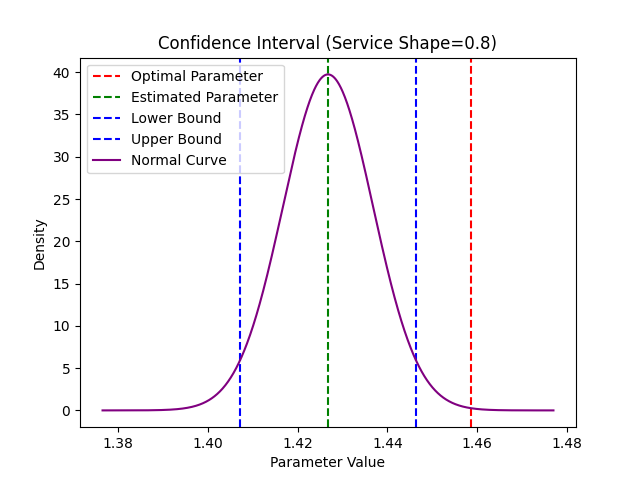 Confidence Interval (Service Shape=0.8)
Optimal Parameter
Estimated Parameter
Lower Bound
Upper Bound
Normal Curve
40
35
30
25
20
15
10
5
0
Density
1.38 1.40 1.42 1.44 1.46 1.48
Parameter Value